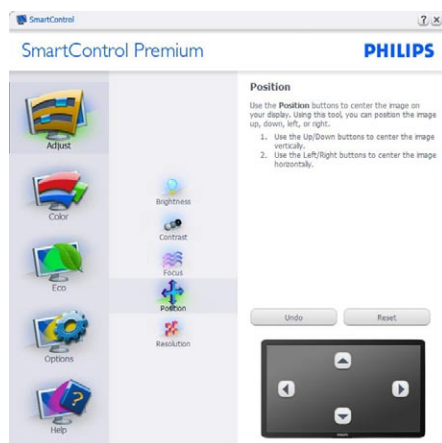 SmartControl
SmartControl Premium
PHILIPS
Adjust
Color
Eco
Options
Help
Brightness
Contrast
Focus
Position
Resolution
Position
Use the Position buttons to center the image on
your display. Using this tool, you can position the image
up, down, left, or right.
1. Use the Up/Down buttons to center the image
vertically.
2. Use the Left/Right buttons to center the image
horizontally.
Undo
Reset